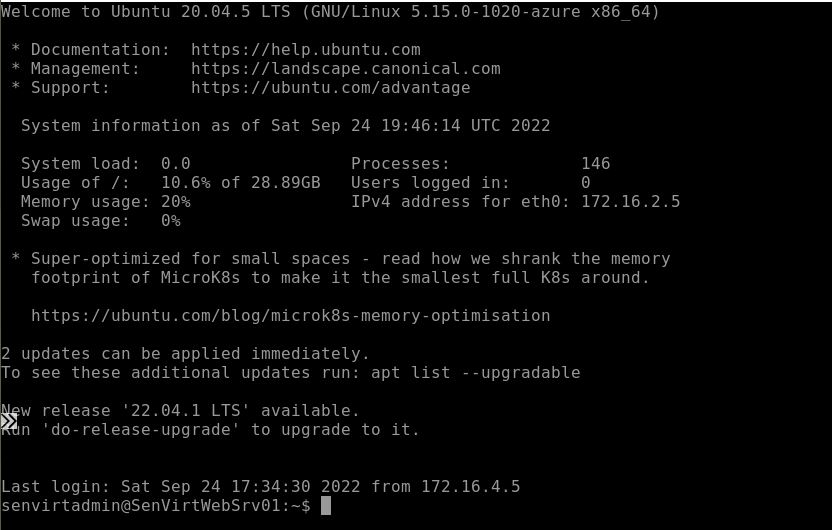 Welcome to Ubuntu 20.04.5 LTS (GNU/Linux 5.15.0-1020-azure x86_64)
* Documentation:  https://help.ubuntu.com
* Management:     https://landscape.canonical.com
* Support:        https://ubuntu.com/advantage
System information as of Sat Sep 24 19:46:14 UTC 2022
System load:  0.0                Processes:             146
Usage of /:   10.6% of 28.89GB   Users logged in:       0
Memory usage: 20%                IPv4 address for eth0: 172.16.2.5
Swap usage:   0%
* Super-optimized for small spaces - read how we shrank the memory
footprint of MicroK8s to make it the smallest full K8s around.
https://ubuntu.com/blog/microk8s-memory-optimisation
2 updates can be applied immediately.
To see these additional updates run: apt list --upgradable
New release '22.04.1 LTS' available.
Run 'do-release-upgrade' to upgrade to it.
Last login: Sat Sep 24 17:34:30 2022 from 172.16.4.5
senvirtadmin@SenVirtWebSrv01:~$